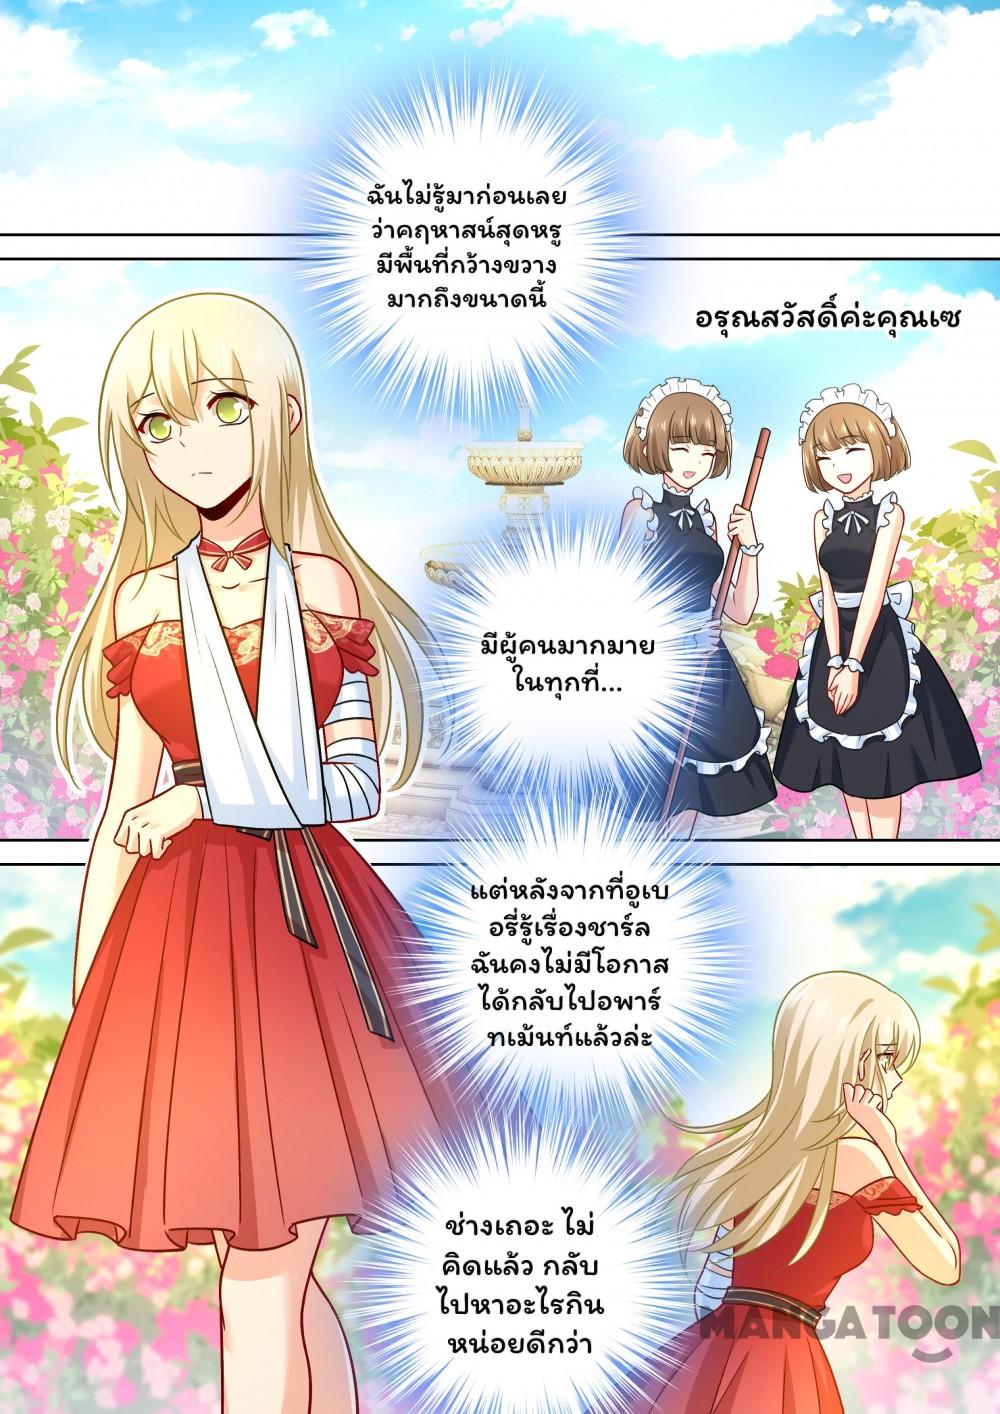 ฉันไม่รู้มาก่อนเลย
ว่าคฤหาสน์สุดหรู
มีพื้นที่กว้างขวาง
มากถึงขนาดนี้
อรุณสวัสดิ์ค่ะคุณเซ
มีผู้คนมากมาย
ในทุกที่...
แต่หลังจากที่อูเบ
อรี่รู้เรื่องชาร์ล
ฉันคงไม่มีโอกาส
ได้กลับไปอพาร์
ทเม้นท์แล้วล่ะ
ช่างเถอะ ไม่
คิดแล้ว กลับ
ไปหาอะไรกิน
หน่อยดีกว่า
MANGATOON